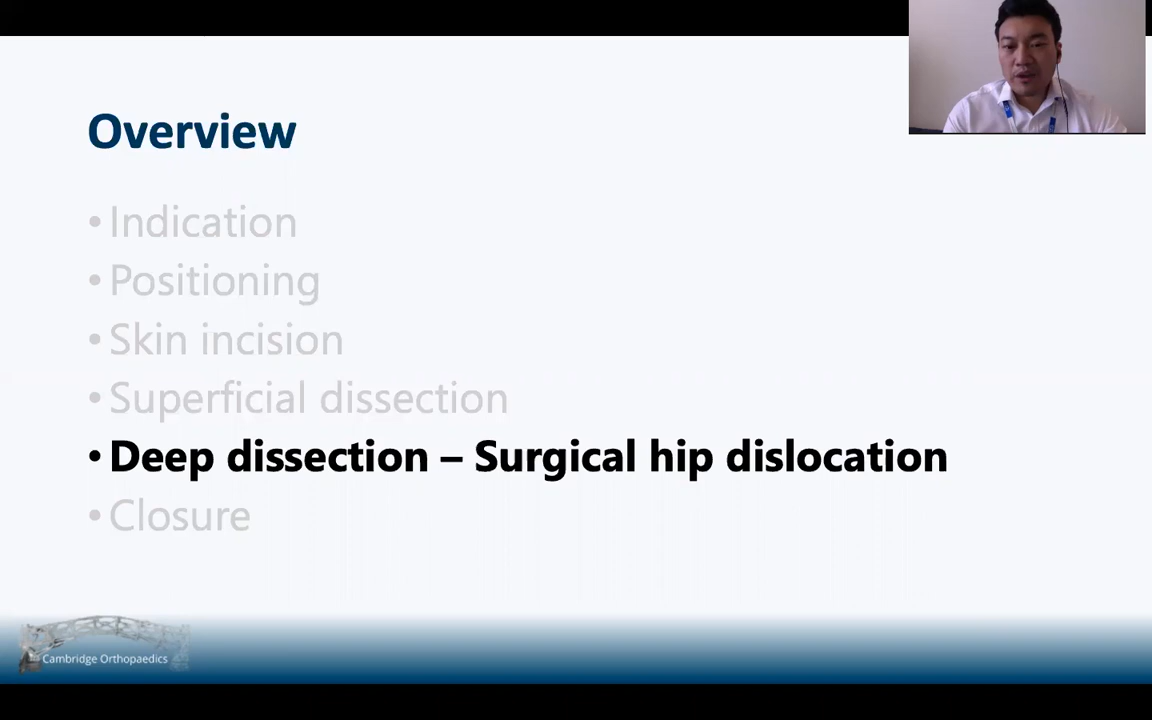 Overview
• Indication
• Positioning
• Skin incision
• Superficial dissection
• Deep dissection – Surgical hip dislocation
• Closure
Cambridge Orthopaedics